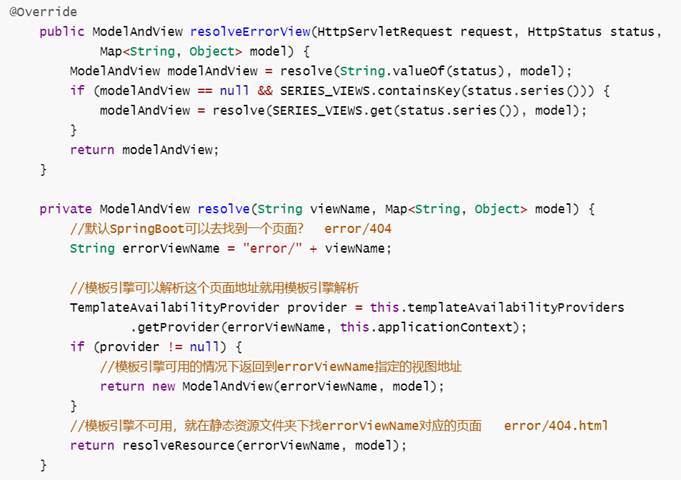 @Override
    public ModelAndView resolveErrorView(HttpServletRequest request, HttpStatus status,
            Map<String, Object> model) {
        ModelAndView modelAndView = resolve(String.valueOf(status), model);
        if (modelAndView == null && SERIES_VIEWS.containsKey(status.series())) {
            modelAndView = resolve(SERIES_VIEWS.get(status.series()), model);
        }
        return modelAndView;
    }

    private ModelAndView resolve(String viewName, Map<String, Object> model) {
        //默认SpringBoot可以去找到一个页面？  error/404
        String errorViewName = "error/" + viewName;

        //模板引擎可以解析这个页面地址就用模板引擎解析
        TemplateAvailabilityProvider provider = this.templateAvailabilityProviders
                .getProvider(errorViewName, this.applicationContext);
        if (provider != null) {
            //模板引擎可用的情况下返回到errorViewName指定的视图地址
            return new ModelAndView(errorViewName, model);
        }
        //模板引擎不可用，就在静态资源文件夹下找errorViewName对应的页面   error/404.html
        return resolveResource(errorViewName, model);
    }